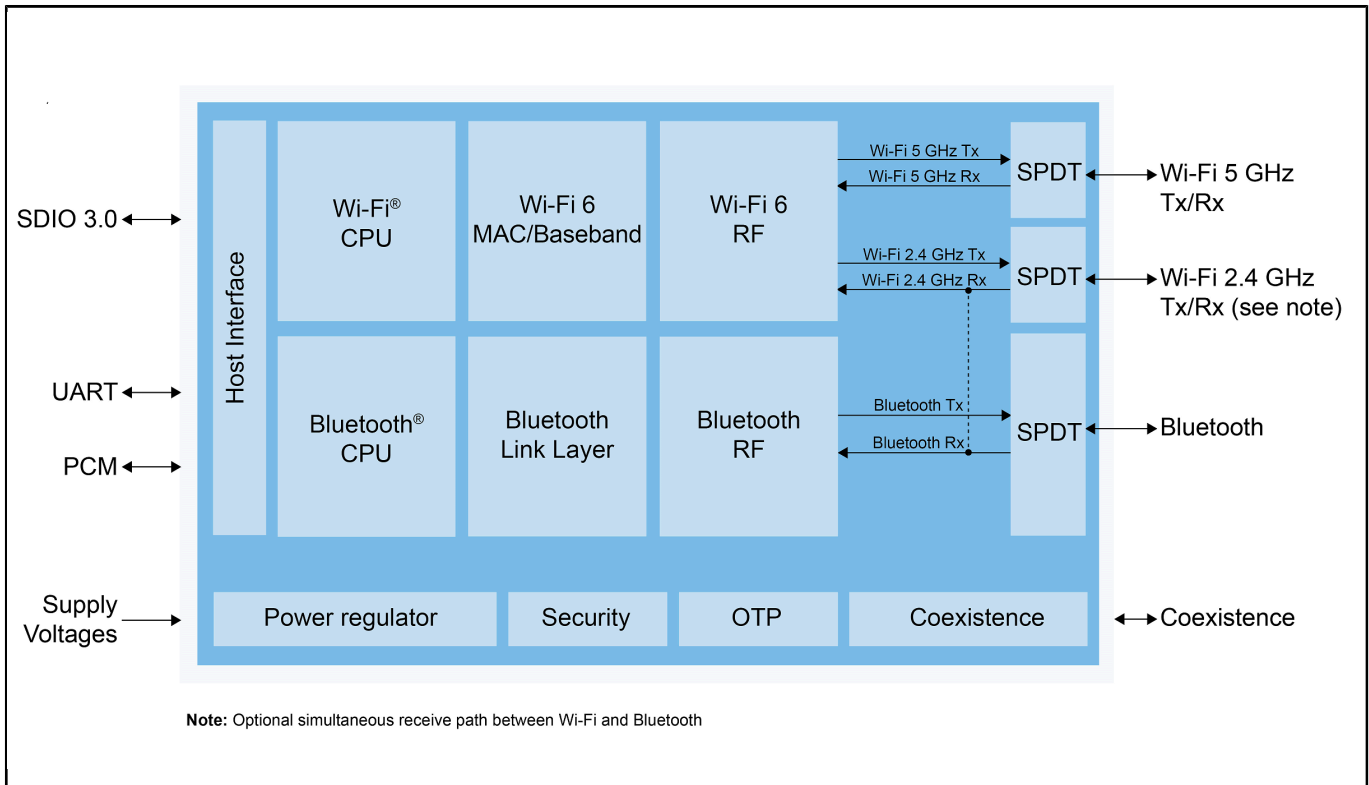 SDIO 3.0
UART
PCM
Supply
Voltages
Host Interface
Wi-Fi®
CPU
Wi-Fi 6
MAC/Baseband
Wi-Fi 6
RF
Bluetooth®
CPU
Bluetooth
Link Layer
Bluetooth
RF
Wi-Fi 5 GHz Tx
Wi-Fi 5 GHz Rx
Wi-Fi 2.4 GHz Tx
Wi-Fi 2.4 GHz Rx
Bluetooth Tx
Bluetooth Rx
SPDT
SPDT
SPDT
Wi-Fi 5 GHz
Tx/Rx
Wi-Fi 2.4 GHz
Tx/Rx (see note)
Bluetooth
Power regulator
Security
OTP
Coexistence
Coexistence
Note: Optional simultaneous receive path between Wi-Fi and Bluetooth